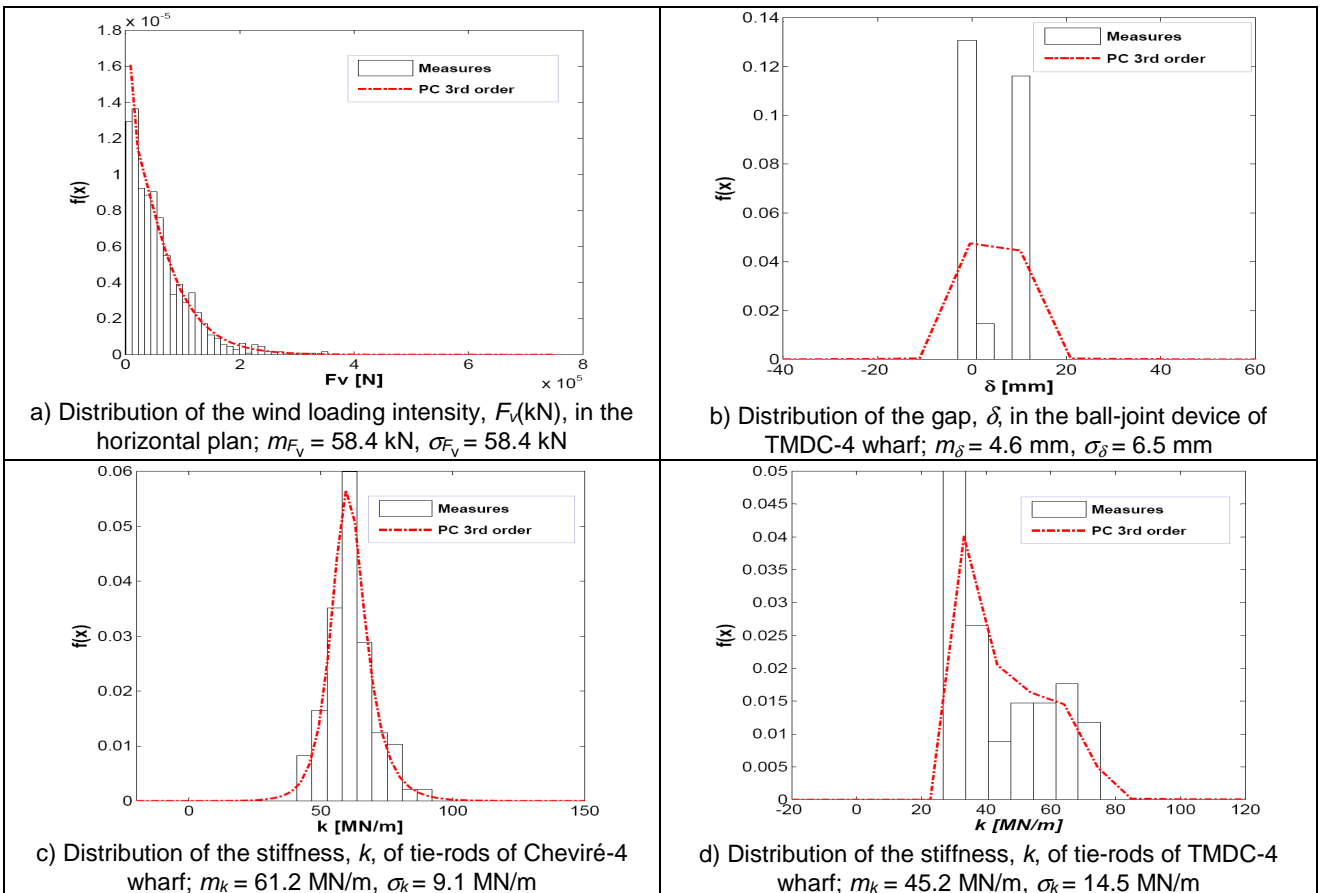 x 10^-5
1.8
1.6
1.4
1.2
1
0.8
0.6
0.4
0.2
0
f(x)
Measures
PC 3rd order
0 2 4 6 8
Fv [N]
x 10^5
a) Distribution of the wind loading intensity, Fv(kN), in the
horizontal plan; mFv = 58.4 kN, σFv = 58.4 kN
0.14
0.12
0.1
0.08
0.06
0.04
0.02
0
f(x)
Measures
PC 3rd order
-40 -20 0 20 40 60
δ [mm]
b) Distribution of the gap, δ, in the ball-joint device of
TMDC-4 wharf; mδ = 4.6 mm, σδ = 6.5 mm
0.06
0.05
0.04
0.03
0.02
0.01
0
f(x)
Measures
PC 3rd order
0 50 100 150
k [MN/m]
c) Distribution of the stiffness, k, of tie-rods of Cheviré-4
wharf; mk = 61.2 MN/m, σk = 9.1 MN/m
0.05
0.045
0.04
0.035
0.03
0.025
0.02
0.015
0.01
0.005
0
f(x)
Measures
PC 3rd order
-20 0 20 40 60 80 100 120
k [MN/m]
d) Distribution of the stiffness, k, of tie-rods of TMDC-4
wharf; mk = 45.2 MN/m, σk = 14.5 MN/m